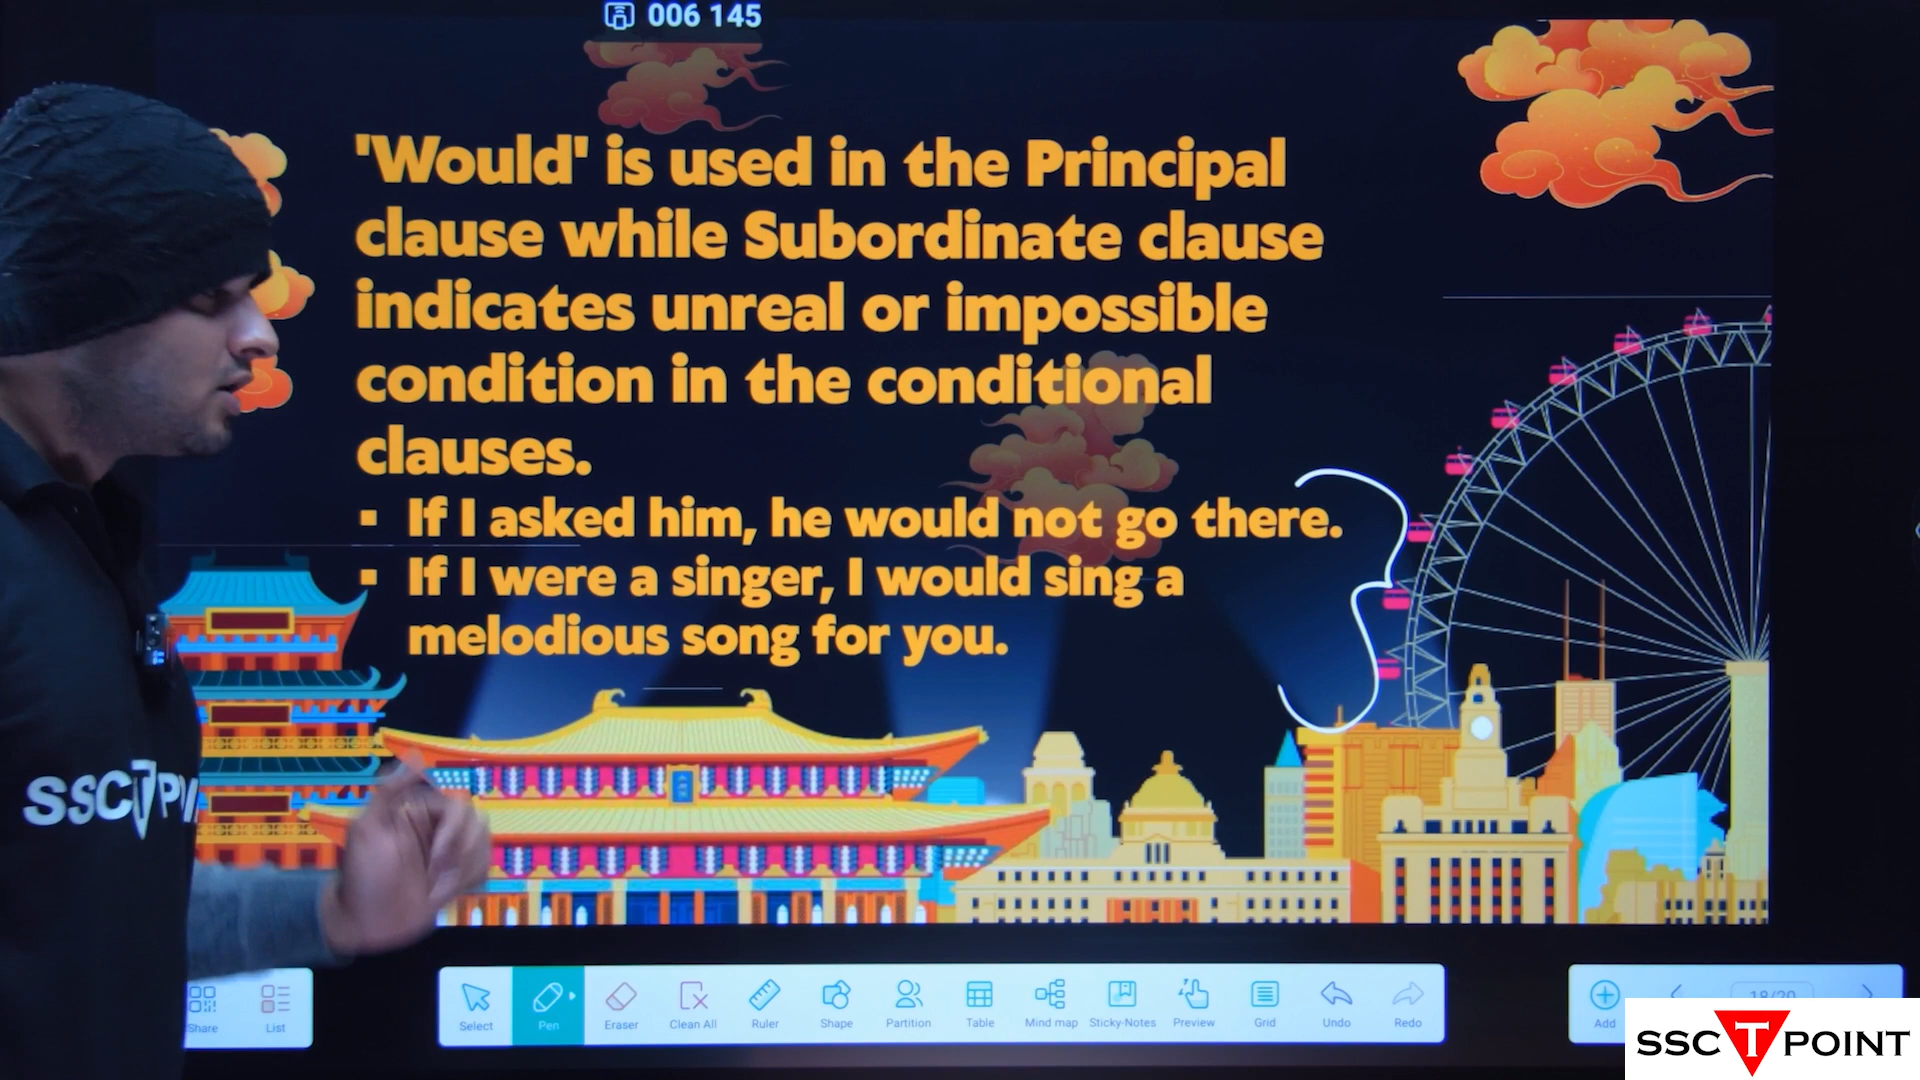 006 145
'Would' is used in the Principal
clause while Subordinate clause
indicates unreal or impossible
condition in the conditional
clauses.
▪ If I asked him, he would not go there.
▪ If I were a singer, I would sing a
melodious song for you.
SSCTP
Share List Select Pen Eraser Clean All Ruler Shape Partition Table Mind map Sticky-Notes Preview Grid Undo Redo Add 18/20
SSC T POINT